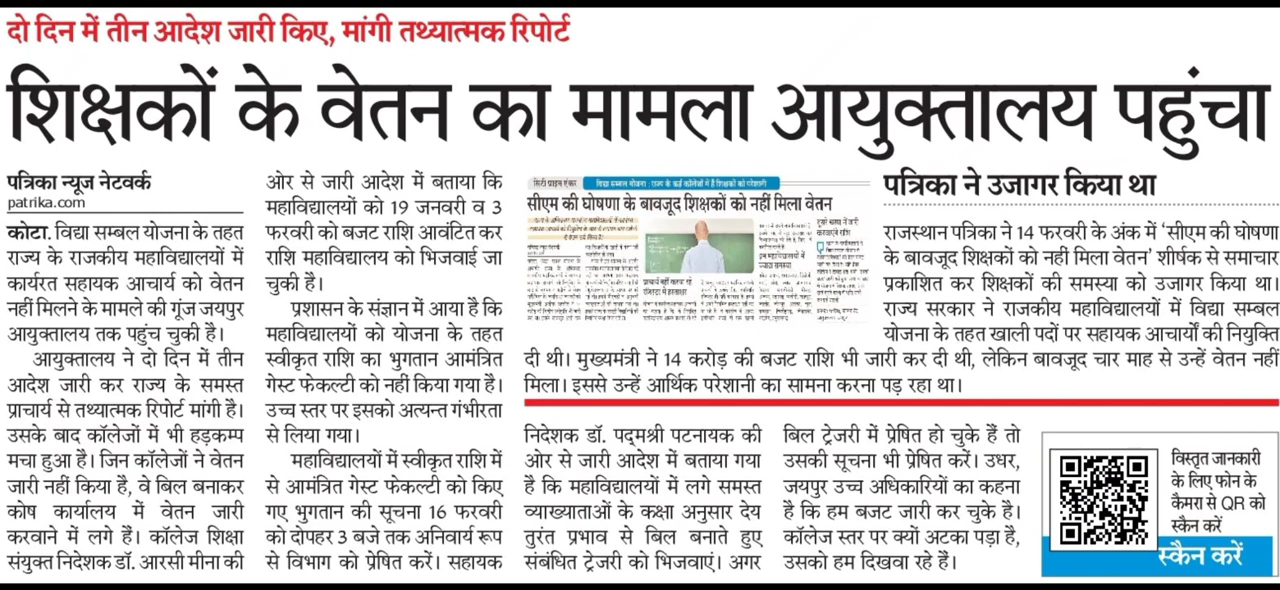 दो दिन में तीन आदेश जारी किए, मांगी तथ्यात्मक रिपोर्ट
शिक्षकों के वेतन का मामला आयुक्तालय पहुंचा
पत्रिका न्यूज नेटवर्क
patrika.com
कोटा. विद्या सम्बल योजना के तहत
राज्य के राजकीय महाविद्यालयों में
कार्यरत सहायक आचार्य को वेतन
नहीं मिलने के मामले की गूंज जयपुर
आयुक्तालय तक पहुंच चुकी है।
आयुक्तालय ने दो दिन में तीन
आदेश जारी कर राज्य के समस्त
प्राचार्य से तथ्यात्मक रिपोर्ट मांगी है।
उसके बाद कॉलेजों में भी हड़कम्प
मचा हुआ है। जिन कॉलेजों ने वेतन
जारी नहीं किया है, वे बिल बनाकर
कोष कार्यालय में वेतन जारी
करवाने में लगे हैं। कॉलेज शिक्षा
संयुक्त निदेशक डॉ. आरसी मीना की
ओर से जारी आदेश में बताया कि
महाविद्यालयों को 19 जनवरी व 3
फरवरी को बजट राशि आवंटित कर
राशि महाविद्यालय को भिजवाई जा
चुकी है।
प्रशासन के संज्ञान में आया है कि
महाविद्यालयों को योजना के तहत
स्वीकृत राशि का भुगतान आमंत्रित
गेस्ट फेकल्टी को नही किया गया है।
उच्च स्तर पर इसको अत्यन्त गंभीरता
से लिया गया।
महाविद्यालयों में स्वीकृत राशि में
से आमंत्रित गेस्ट फेकल्टी को किए
गए भुगतान की सूचना 16 फरवरी
को दोपहर 3 बजे तक अनिवार्य रूप
से विभाग को प्रेषित करें। सहायक
सिटी प्राइम एंकर
विद्या सम्बल योजना : राज्य के कई कॉलेजों में है शिक्षकों को परेशानी
सीएम की घोषणा के बावजूद शिक्षकों को नहीं मिला वेतन
पत्रिका ने उजागर किया था
राजस्थान पत्रिका ने 14 फरवरी के अंक में ‘सीएम की घोषणा
के बावजूद शिक्षकों को नही मिला वेतन’ शीर्षक से समाचार
प्रकाशित कर शिक्षकों की समस्या को उजागर किया था।
राज्य सरकार ने राजकीय महाविद्यालयों में विद्या सम्बल
योजना के तहत खाली पदों पर सहायक आचार्यों की नियुक्ति
दी थी। मुख्यमंत्री ने 14 करोड़ की बजट राशि भी जारी कर दी थी, लेकिन बावजूद चार माह से उन्हें वेतन नहीं
मिला। इससे उन्हें आर्थिक परेशानी का सामना करना पड़ रहा था।
निदेशक डॉ. पद्मश्री पटनायक की
ओर से जारी आदेश में बताया गया
है कि महाविद्यालयों में लगे समस्त
व्याख्याताओं के कक्षा अनुसार देय
तुरंत प्रभाव से बिल बनाते हुए
संबंधित ट्रेजरी को भिजवाएं। अगर
बिल ट्रेजरी में प्रेषित हो चुके हैं तो
उसकी सूचना भी प्रेषित करें। उधर,
जयपुर उच्च अधिकारियों का कहना
है कि हम बजट जारी कर चुके है।
कॉलेज स्तर पर क्यों अटका पड़ा है,
उसको हम दिखवा रहे हैं।
विस्तृत जानकारी
के लिए फोन के
कैमरा से QR को
स्कैन करें
स्कैन करें